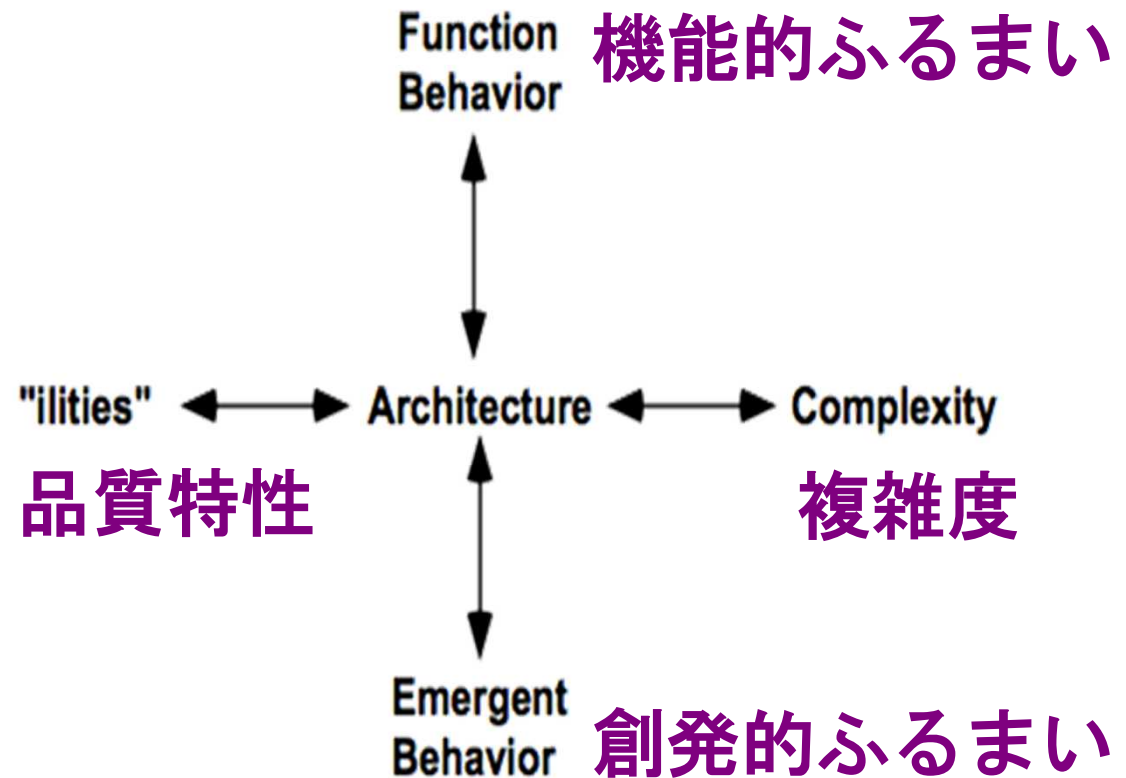 Function
Behavior
機能的ふるまい
"ilities"
Architecture
Complexity
品質特性
複雑度
Emergent
Behavior
創発的ふるまい